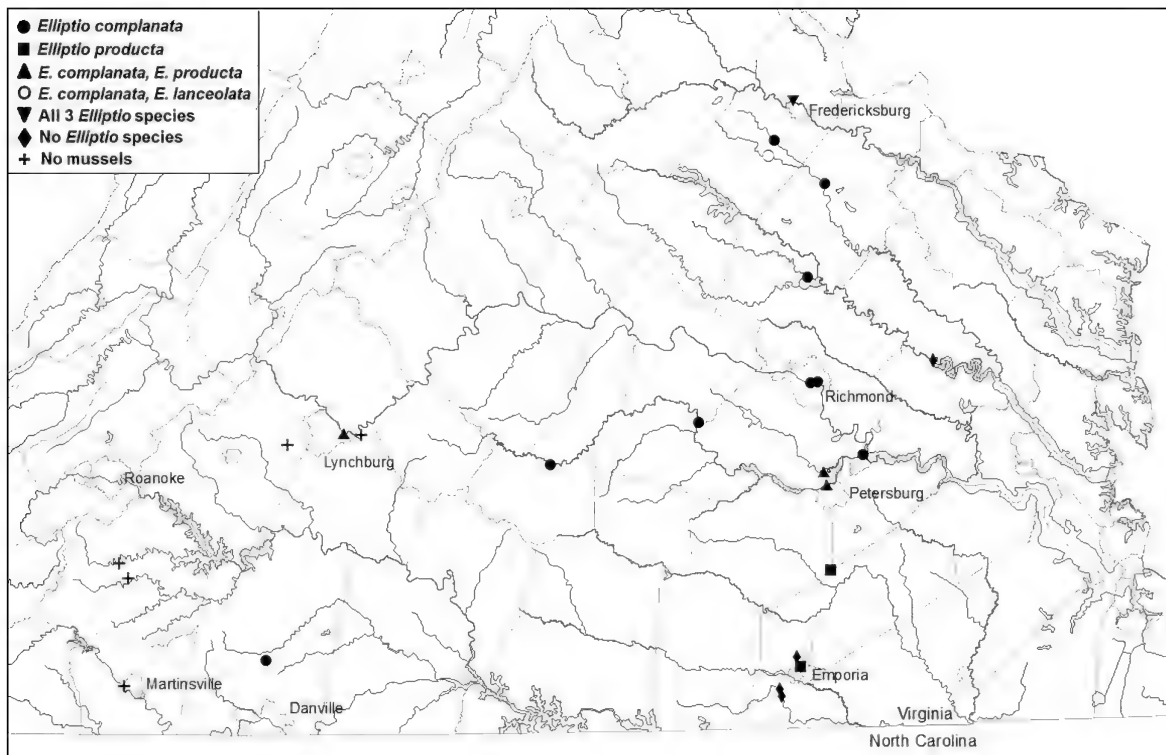 Elliptio complanata
Elliptio producta
E. complanata, E. producta
E. complanata, E. lanceolata
All 3 Elliptio species
No Elliptio species
No mussels
Fredericksburg
Richmond
Lynchburg
Roanoke
Petersburg
Martinsville
Emporia
Danville
Virginia
North Carolina